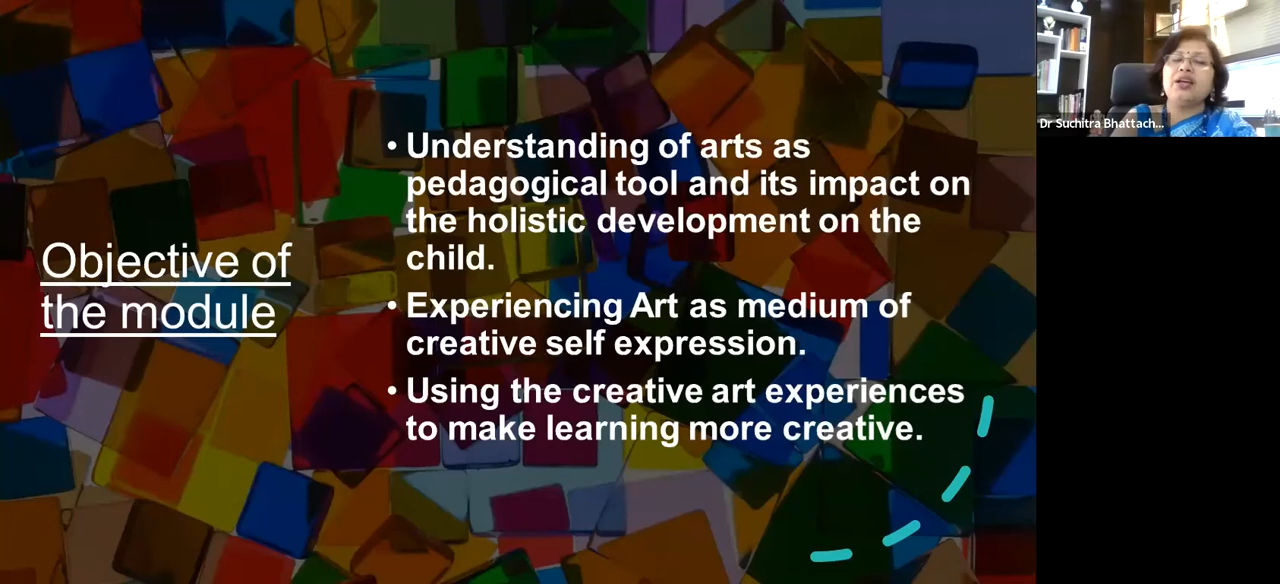 Objective of
the module
• Understanding of arts as
pedagogical tool and its impact on
the holistic development on the
child.
• Experiencing Art as medium of
creative self expression.
• Using the creative art experiences
to make learning more creative.
Dr Suchitra Bhattach...